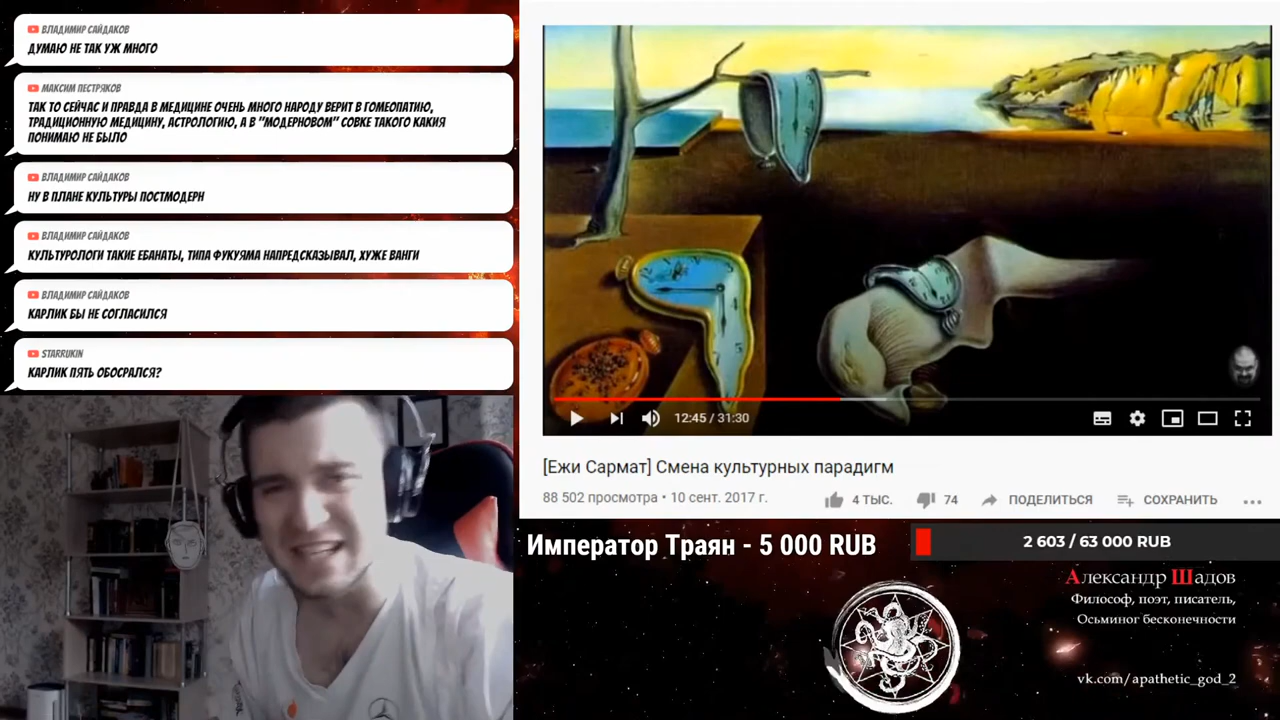 ВЛАДИМИР САЙДАКОВ
ДУМАЮ НЕ ТАК УЖ МНОГО
МАКСИМ ПЕСТРЯКОВ
ТАК ТО СЕЙЧАС И ПРАВДА В МЕДИЦИНЕ ОЧЕНЬ МНОГО НАРОДУ ВЕРИТ В ГОМЕОПАТИЮ,
ТРАДИЦИОННУЮ МЕДИЦИНУ, АСТРОЛОГИЮ, А В "МОДЕРНОВОМ" СОВКЕ ТАКОГО КАКИЯ
ПОНИМАЮ НЕ БЫЛО
ВЛАДИМИР САЙДАКОВ
НУ В ПЛАНЕ КУЛЬТУРЫ ПОСТМОДЕРН
ВЛАДИМИР САЙДАКОВ
КУЛЬТУРОЛОГИ ТАКИЕ ЕБАНАТЫ, ТИПА ФУКУЯМА НАПРЕДСКАЗЫВАЛ, ХУЖЕ ВАНГИ
ВЛАДИМИР САЙДАКОВ
КАРЛИК БЫ НЕ СОГЛАСИЛСЯ
STARRUKIN
КАРЛИК ПЯТЬ ОБОСРАЛСЯ?
12:45 / 31:30
[Ежи Сармат] Смена культурных парадигм
88 502 просмотра • 10 сент. 2017 г.
4 ТЫС.
74
ПОДЕЛИТЬСЯ
СОХРАНИТЬ
Император Траян - 5 000 RUB
2 603 / 63 000 RUB
Александр Шадов
Философ, поэт, писатель,
Осьминог бесконечности
vk.com/apathetic_god_2